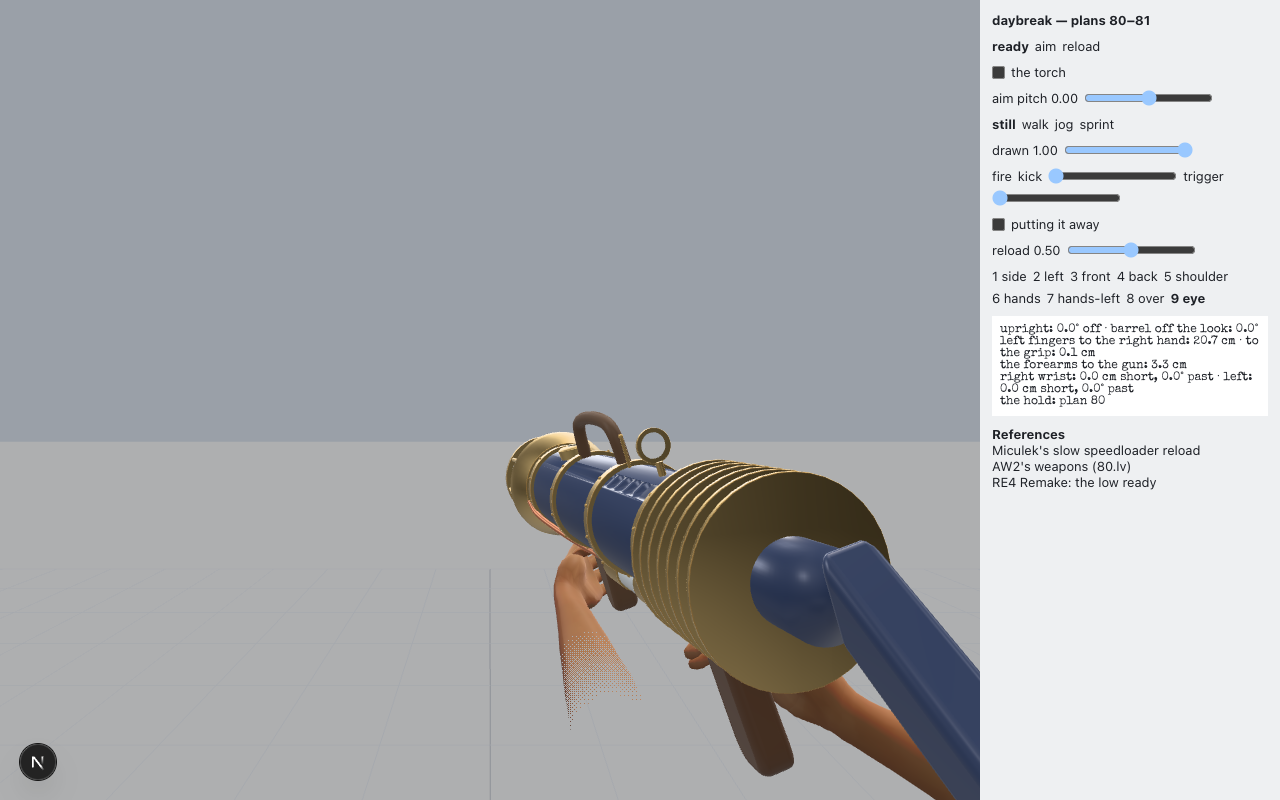 daybreak — plans 80–81
ready aim reload
the torch
aim pitch 0.00
still walk jog sprint
drawn 1.00
fire kick trigger
putting it away
reload 0.50
1 side 2 left 3 front 4 back 5 shoulder
6 hands 7 hands-left 8 over 9 eye
upright: 0.0° off · barrel off the look: 0.0°
left fingers to the right hand: 20.7 cm · to
the grip: 0.1 cm
the forearms to the gun: 3.3 cm
right wrist: 0.0 cm short, 0.0° past · left:
0.0 cm short, 0.0° past
the hold: plan 80
References
Miculek's slow speedloader reload
AW2's weapons (80.lv)
RE4 Remake: the low ready
N